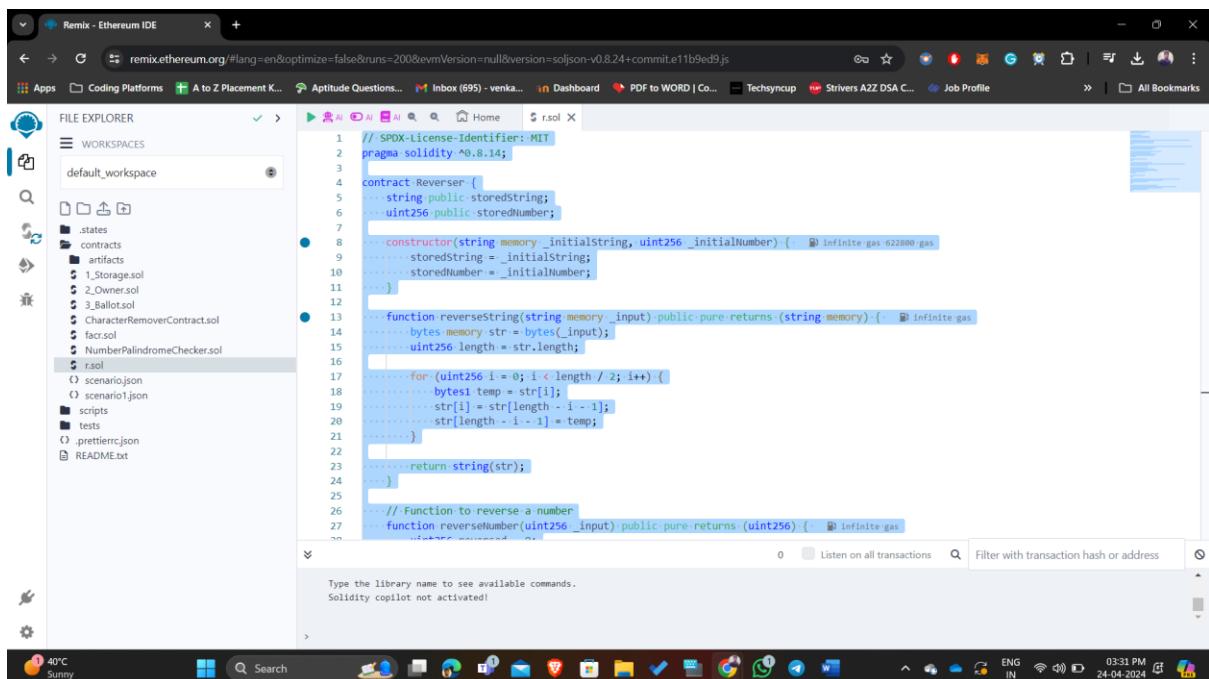 Remix - Ethereum IDE
remix.ethereum.org/#lang=en&optimize=false&runs=200&evmVersion=null&version=soljson-v0.8.24+commit.e11b9ed9.js
Apps Coding Platforms A to Z Placement K... Aptitude Questions... Inbox (695) - venka... Dashboard PDF to WORD | Co... Techsyncup Strivers A2Z DSA C... Job Profile » All Bookmarks
FILE EXPLORER
WORKSPACES
default_workspace
.states
contracts
artifacts
1_Storage.sol
2_Owner.sol
3_Ballot.sol
CharacterRemoverContract.sol
facr.sol
NumberPalindromeChecker.sol
r.sol
scenario.json
scenario1.json
scripts
tests
.prettierrc.json
README.txt
AI AI AI Home r.sol
1 // SPDX-License-Identifier: MIT
2 pragma solidity ^0.8.14;
3
4 contract Reverser {
5 string public storedString;
6 uint256 public storedNumber;
7
8 constructor(string memory _initialString, uint256 _initialNumber) { infinite gas 622800 gas
9 storedString = _initialString;
10 storedNumber = _initialNumber;
11 }
12
13 function reverseString(string memory _input) public pure returns (string memory) { infinite gas
14 bytes memory str = bytes(_input);
15 uint256 length = str.length;
16
17 for (uint256 i = 0; i < length / 2; i++) {
18 bytes1 temp = str[i];
19 str[i] = str[length - i - 1];
20 str[length - i - 1] = temp;
21 }
22
23 return string(str);
24 }
25
26 // Function to reverse a number
27 function reverseNumber(uint256 _input) public pure returns (uint256) { infinite gas
28 uint256 reversed = 0;
0 Listen on all transactions Filter with transaction hash or address
Type the library name to see available commands.
Solidity copilot not activated!
>
1
40°C
Sunny
Search
ENG
IN
03:31 PM
24-04-2024